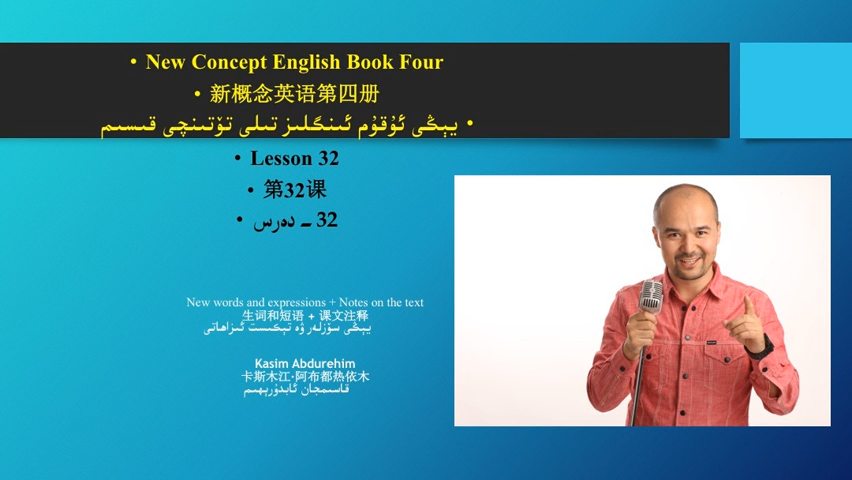 • New Concept English Book Four
• 新概念英语第四册
• يېڭى ئۇقۇم ئىنگلىز تىلى تۆتىنچى قىسىم
• Lesson 32
• 第32课
• 32 ـ دەرس
New words and expressions + Notes on the text
生词和短语 + 课文注释
يېڭى سۆزلەر ۋە تېكىست ئىزاھاتى
Kasim Abdurehim
卡斯木江·阿布都热依木
قاسىمجان ئابدۇرېھىم